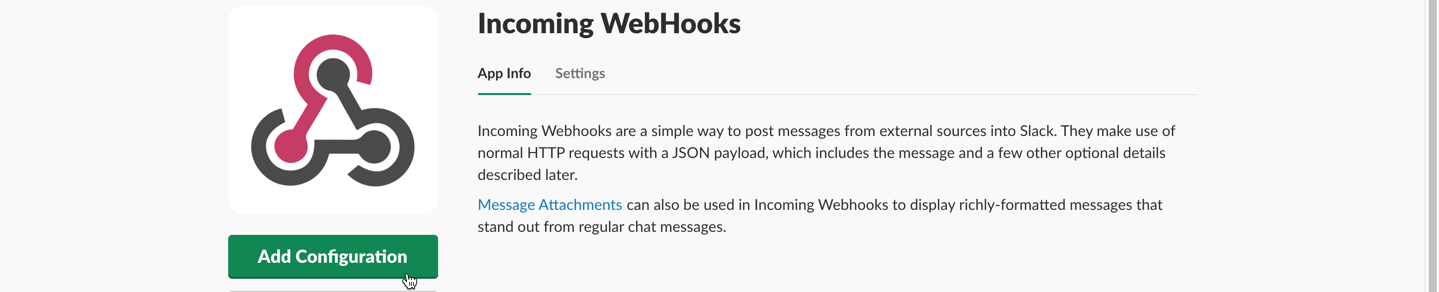 Incoming WebHooks
App Info Settings
Incoming Webhooks are a simple way to post messages from external sources into Slack. They make use of
normal HTTP requests with a JSON payload, which includes the message and a few other optional details
described later.
Message Attachments can also be used in Incoming Webhooks to display richly-formatted messages that
stand out from regular chat messages.
Add Configuration